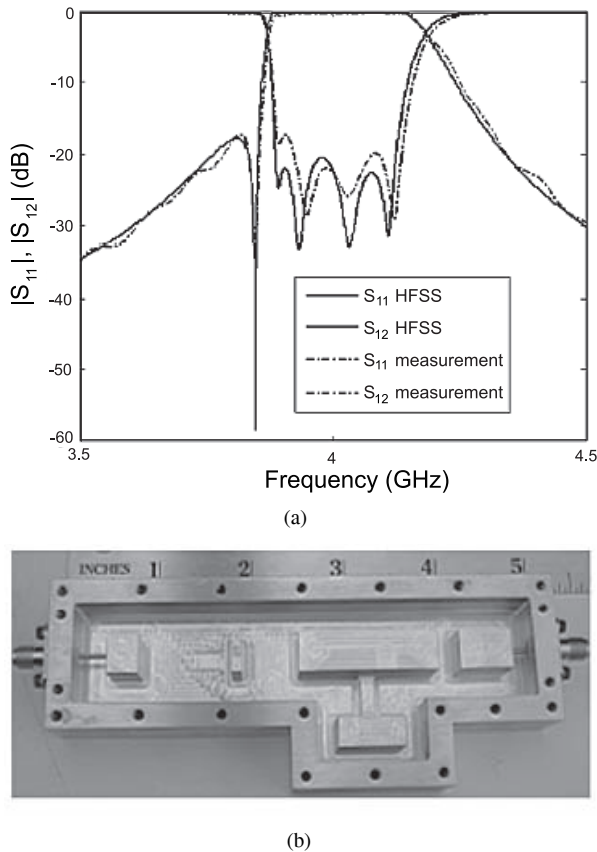 0
-10
-20
-30
-40
-50
-60
|S₁₁|, |S₁₂| (dB)
S₁₁ HFSS
S₁₂ HFSS
S₁₁ measurement
S₁₂ measurement
3.5 4 4.5
Frequency (GHz)
(a)
INCHES 1 2 3 4 5
(b)